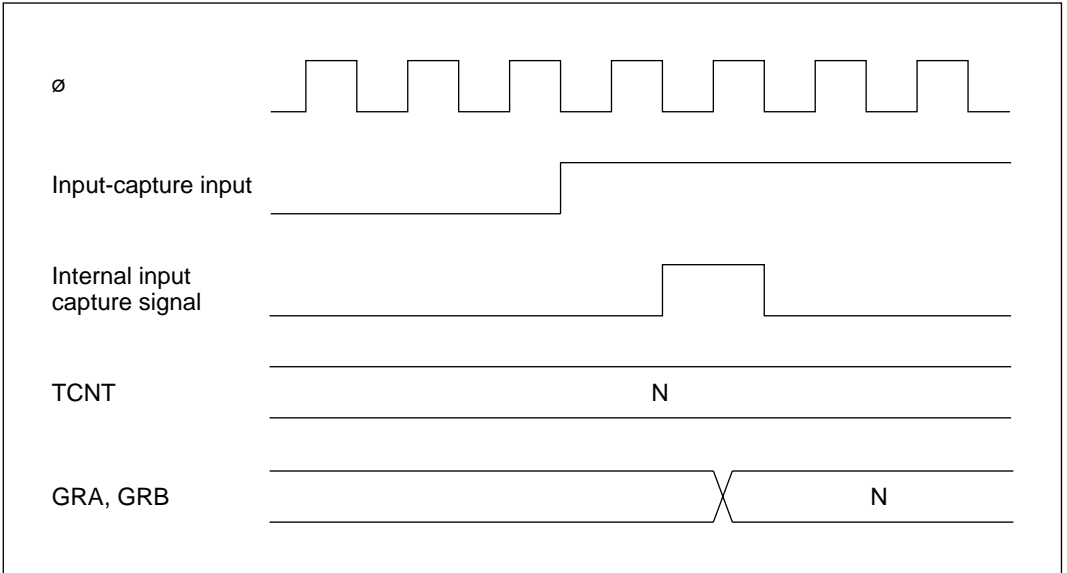 ø
Input-capture input
Internal input
capture signal
TCNT
N
GRA, GRB
N